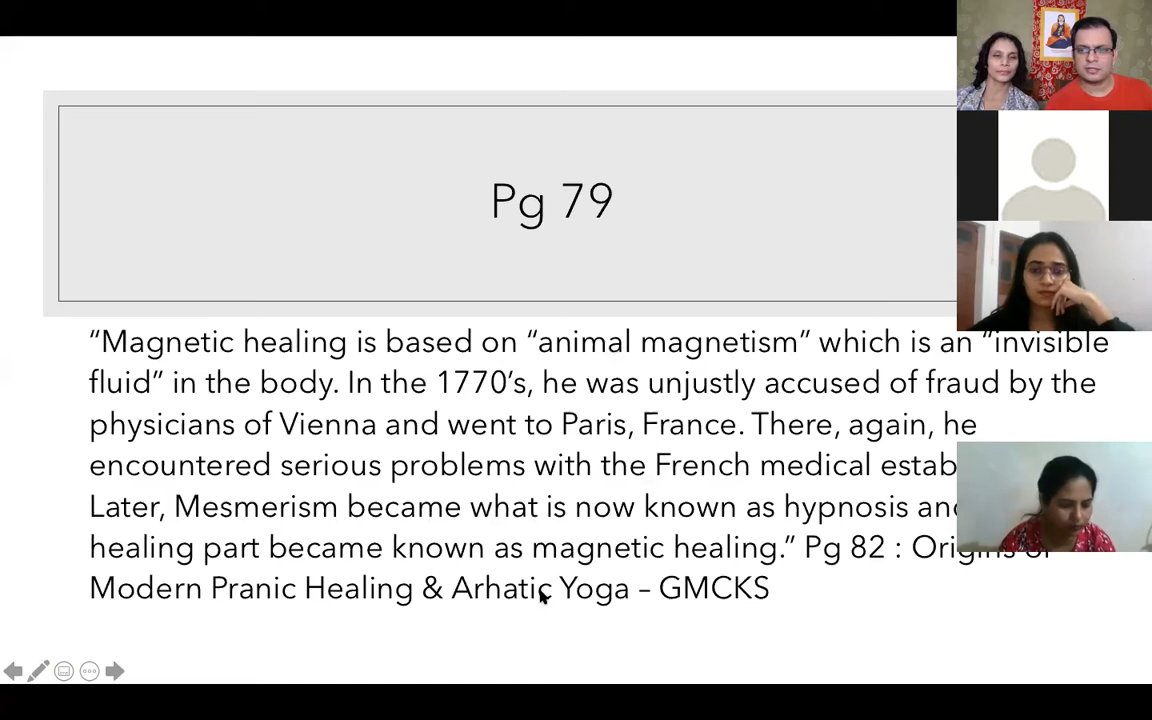 Pg 79
“Magnetic healing is based on “animal magnetism” which is an “invisible
fluid” in the body. In the 1770’s, he was unjustly accused of fraud by the
physicians of Vienna and went to Paris, France. There, again, he
encountered serious problems with the French medical
Later, Mesmerism became what is now known as hypnosis
healing part became known as magnetic healing.” Pg 82 : Origins of
Modern Pranic Healing & Arhatic Yoga – GMCKS